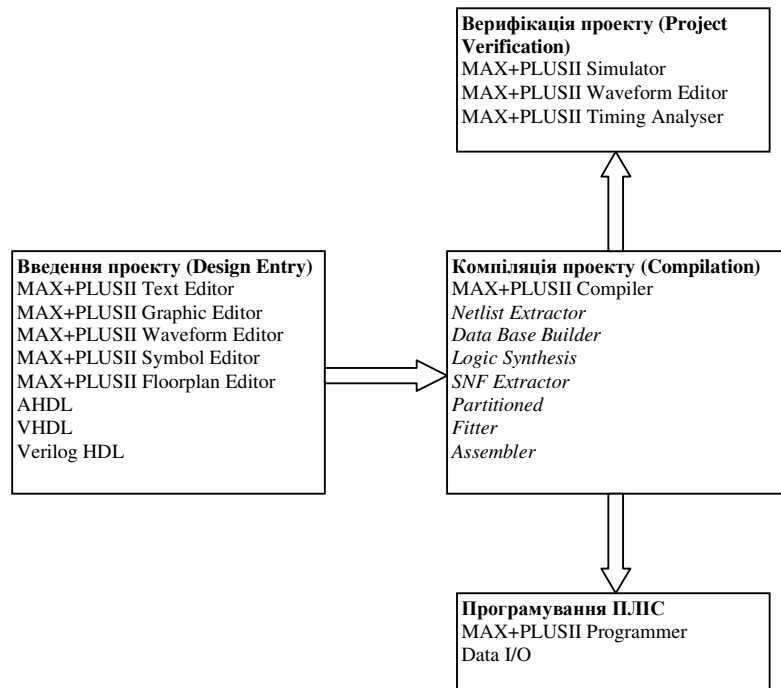 Верифікація проекту (Project
Verification)
MAX+PLUSII Simulator
MAX+PLUSII Waveform Editor
MAX+PLUSII Timing Analyser
Введення проекту (Design Entry)
MAX+PLUSII Text Editor
MAX+PLUSII Graphic Editor
MAX+PLUSII Waveform Editor
MAX+PLUSII Symbol Editor
MAX+PLUSII Floorplan Editor
AHDL
VHDL
Verilog HDL
Компіляція проекту (Compilation)
MAX+PLUSII Compiler
Netlist Extractor
Data Base Builder
Logic Synthesis
SNF Extractor
Partitioned
Fitter
Assembler
Програмування ПЛІС
MAX+PLUSII Programmer
Data I/O